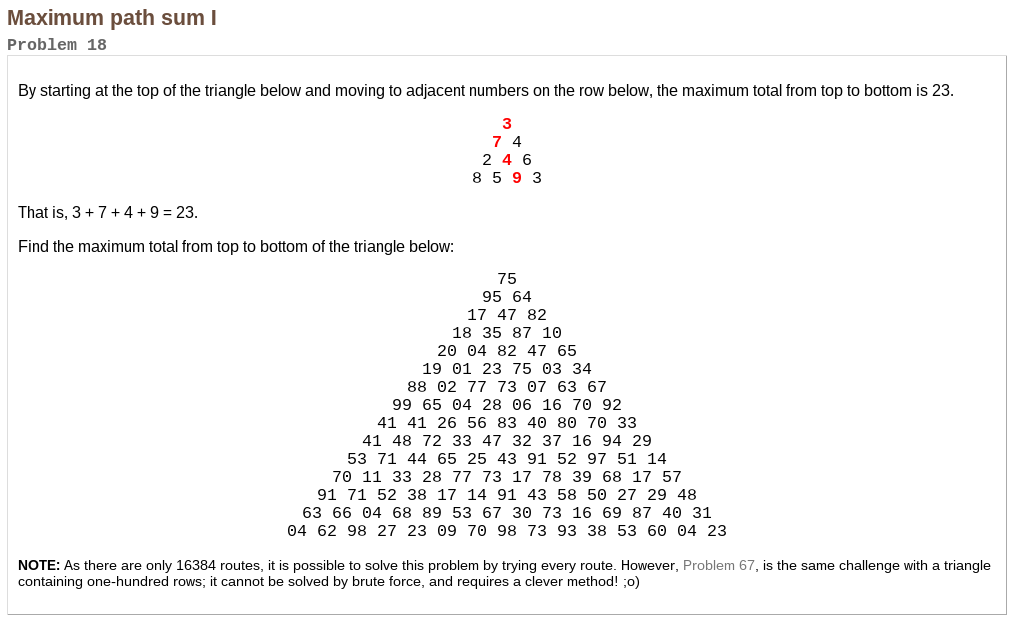 Maximum path sum I
Problem 18
By starting at the top of the triangle below and moving to adjacent numbers on the row below, the maximum total from top to bottom is 23.
3
7 4
2 4 6
8 5 9 3
That is, 3 + 7 + 4 + 9 = 23.
Find the maximum total from top to bottom of the triangle below:
75
95 64
17 47 82
18 35 87 10
20 04 82 47 65
19 01 23 75 03 34
88 02 77 73 07 63 67
99 65 04 28 06 16 70 92
41 41 26 56 83 40 80 70 33
41 48 72 33 47 32 37 16 94 29
53 71 44 65 25 43 91 52 97 51 14
70 11 33 28 77 73 17 78 39 68 17 57
91 71 52 38 17 14 91 43 58 50 27 29 48
63 66 04 68 89 53 67 30 73 16 69 87 40 31
04 62 98 27 23 09 70 98 73 93 38 53 60 04 23
NOTE: As there are only 16384 routes, it is possible to solve this problem by trying every route. However, Problem 67, is the same challenge with a triangle
containing one-hundred rows; it cannot be solved by brute force, and requires a clever method! ;o)